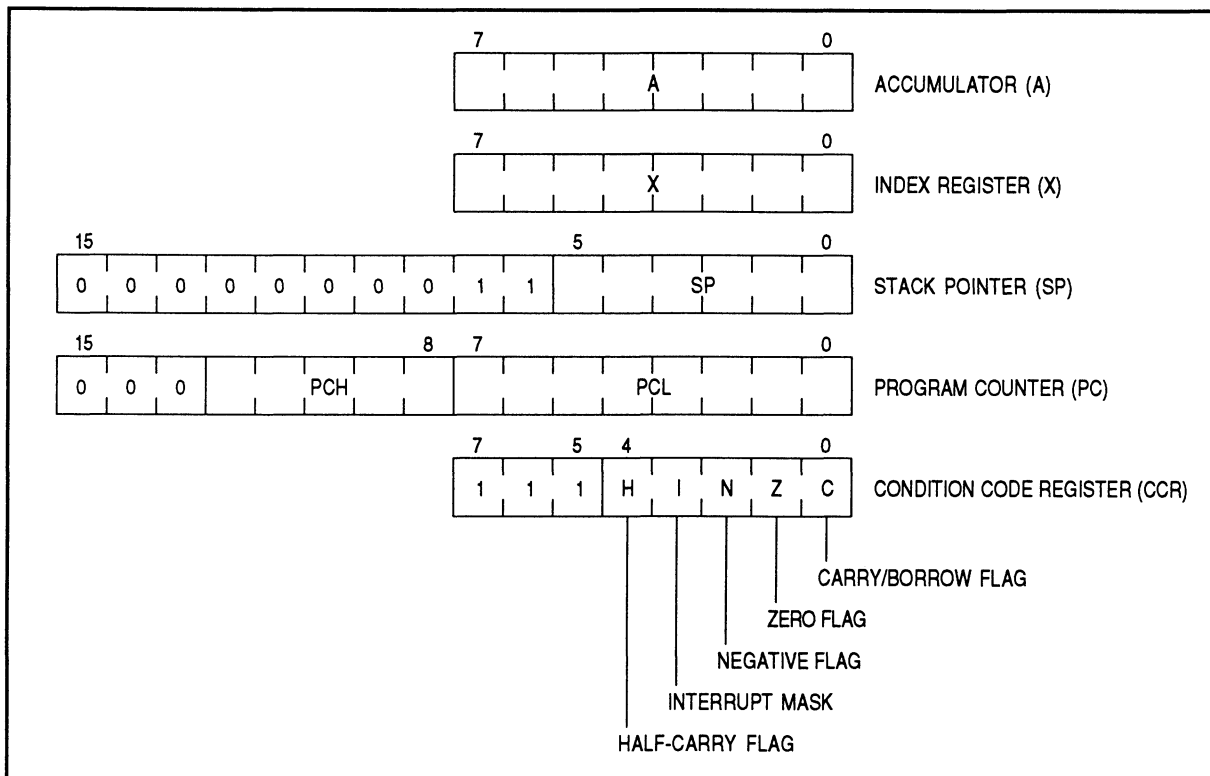 7 0
A ACCUMULATOR (A)
7 0
X INDEX REGISTER (X)
15 5 0
0 0 0 0 0 0 0 0 1 1 SP STACK POINTER (SP)
15 8 7 0
0 0 0 PCH PCL PROGRAM COUNTER (PC)
7 5 4 0
1 1 1 H I N Z C CONDITION CODE REGISTER (CCR)
CARRY/BORROW FLAG
ZERO FLAG
NEGATIVE FLAG
INTERRUPT MASK
HALF-CARRY FLAG